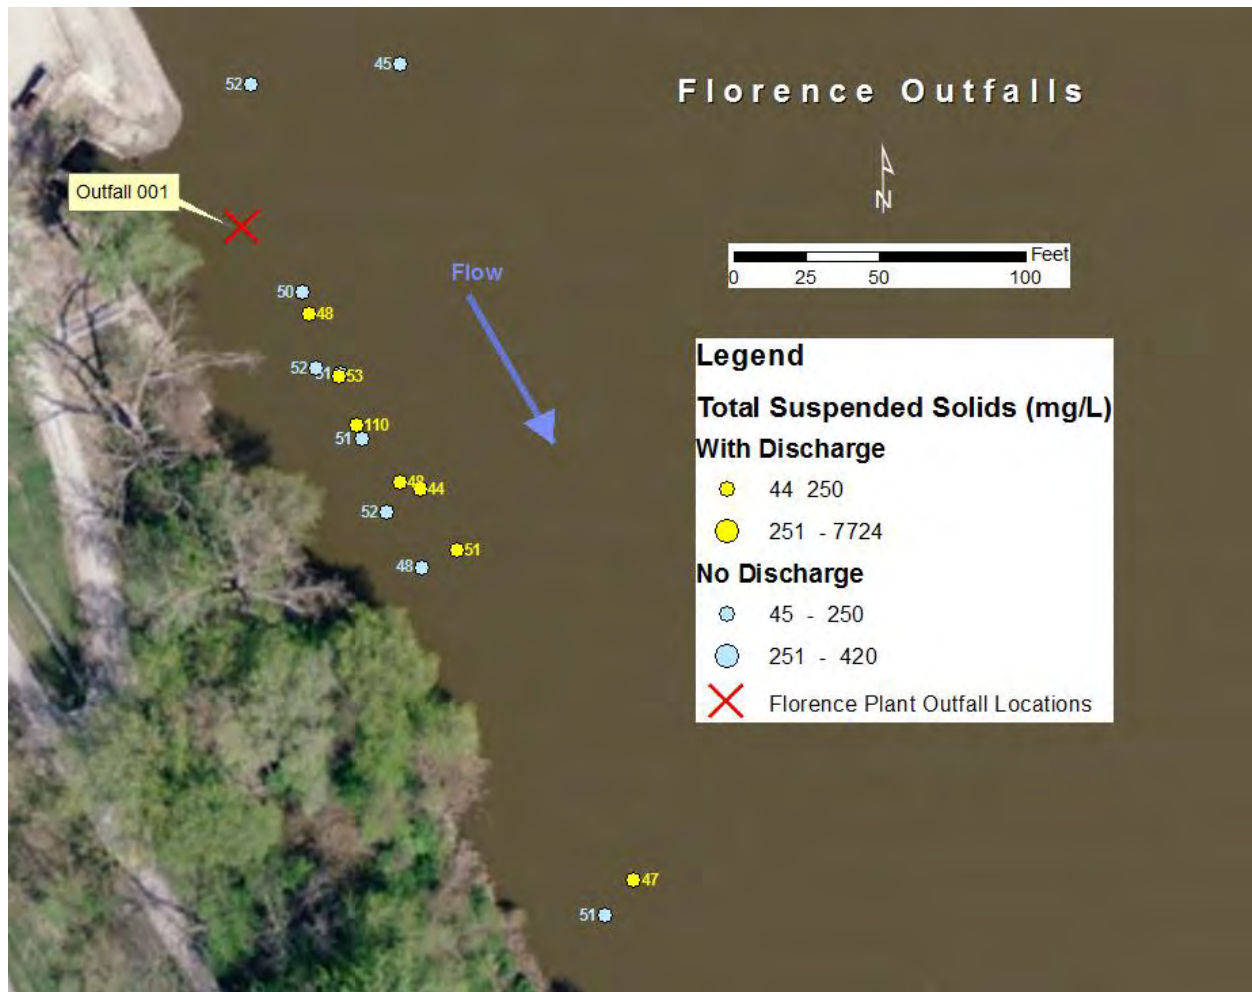 45
52
Florence Outfalls
Outfall 001
N
Feet
0 25 50 100
Flow
50
48
52
51
53
110
51
48
44
52
51
48
47
51
Legend
Total Suspended Solids (mg/L)
With Discharge
44 250
251 - 7724
No Discharge
45 - 250
251 - 420
Florence Plant Outfall Locations